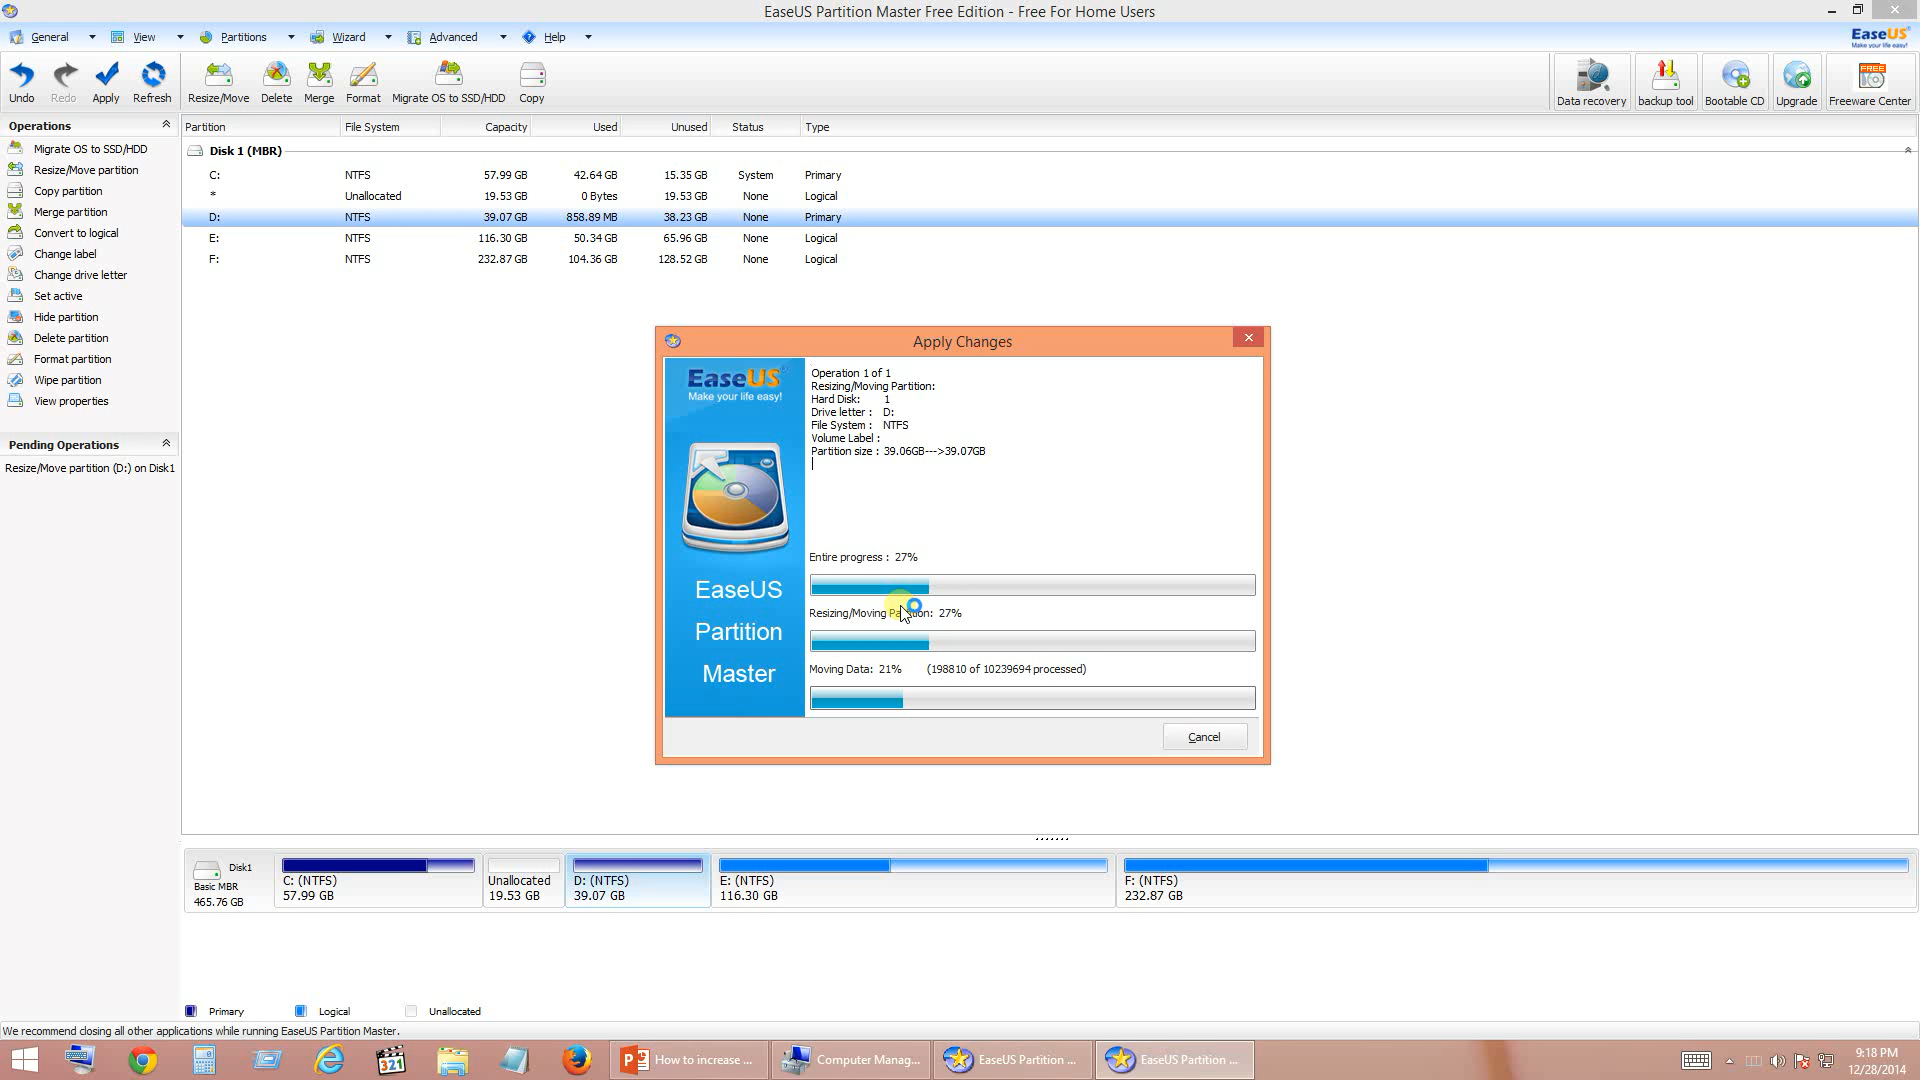 EaseUS Partition Master Free Edition - Free For Home Users
General View Partitions Wizard Advanced Help
EaseUS
Make your life easy!
Undo Redo Apply Refresh Resize/Move Delete Merge Format Migrate OS to SSD/HDD Copy Data recovery backup tool Bootable CD Upgrade Freeware Center
FREE
Operations
Migrate OS to SSD/HDD
Resize/Move partition
Copy partition
Merge partition
Convert to logical
Change label
Change drive letter
Set active
Hide partition
Delete partition
Format partition
Wipe partition
View properties
Pending Operations
Resize/Move partition (D:) on Disk1
Partition File System Capacity Used Unused Status Type
Disk 1 (MBR)
C: NTFS 57.99 GB 42.64 GB 15.35 GB System Primary
* Unallocated 19.53 GB 0 Bytes 19.53 GB None Logical
D: NTFS 39.07 GB 858.89 MB 38.23 GB None Primary
E: NTFS 116.30 GB 50.34 GB 65.96 GB None Logical
F: NTFS 232.87 GB 104.36 GB 128.52 GB None Logical
Apply Changes
EaseUS
Make your life easy!
EaseUS
Partition
Master
Operation 1 of 1
Resizing/Moving Partition:
Hard Disk: 1
Drive letter : D:
File System : NTFS
Volume Label :
Partition size : 39.06GB--->39.07GB
Entire progress : 27%
Resizing/Moving Partition: 27%
Moving Data: 21% (198810 of 10239694 processed)
Cancel
Disk1
Basic MBR
465.76 GB
C: (NTFS)
57.99 GB
Unallocated
19.53 GB
D: (NTFS)
39.07 GB
E: (NTFS)
116.30 GB
F: (NTFS)
232.87 GB
Primary Logical Unallocated
We recommend closing all other applications while running EaseUS Partition Master.
321
How to increase ... Computer Manag... EaseUS Partition ... EaseUS Partition ...
9:18 PM
12/28/2014